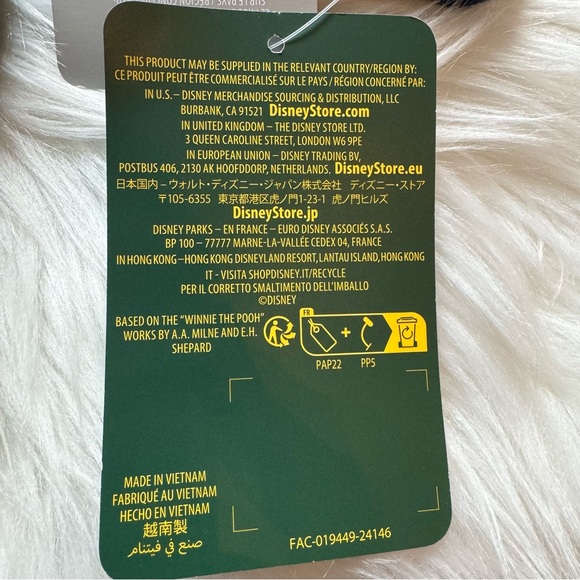 THIS PRODUCT MAY BE SUPPLIED IN THE RELEVANT COUNTRY/REGION BY:
CE PRODUIT PEUT ÊTRE COMMERCIALISÉ SUR LE PAYS / RÉGION CONCERNÉ PAR:
IN U.S.– DISNEY MERCHANDISE SOURCING & DISTRIBUTION, LLC
BURBANK, CA 91521 DisneyStore.com
IN UNITED KINGDOM – THE DISNEY STORE LTD.
3 QUEEN CAROLINE STREET, LONDON W6 9PE
IN EUROPEAN UNION – DISNEY TRADING BV,
POSTBUS 406, 2130 AK HOOFDDORP, NETHERLANDS. DisneyStore.eu
日本国内 – ウォルト・ディズニー・ジャパン株式会社 ディズニー・ストア
〒105-6355 東京都港区虎ノ門1-23-1 虎ノ門ヒルズ
DisneyStore.jp
DISNEY PARKS – EN FRANCE – EURO DISNEY ASSOCIÉS S.A.S.
BP 100 – 77777 MARNE-LA-VALLÉE CEDEX 04, FRANCE
IN HONG KONG – HONG KONG DISNEYLAND RESORT, LANTAU ISLAND, HONG KONG
IT - VISITA SHOPDISNEY.IT/RECYCLE
PER IL CORRETTO SMALTIMENTO DELL'IMBALLO
©DISNEY
BASED ON THE "WINNIE THE POOH"
WORKS BY A.A. MILNE AND E.H.
SHEPARD
FR
+
PAP22 PP5
MADE IN VIETNAM
FABRIQUÉ AU VIETNAM
HECHO EN VIETNAM
越南製
صنع في فيتنام
FAC-019449-24146